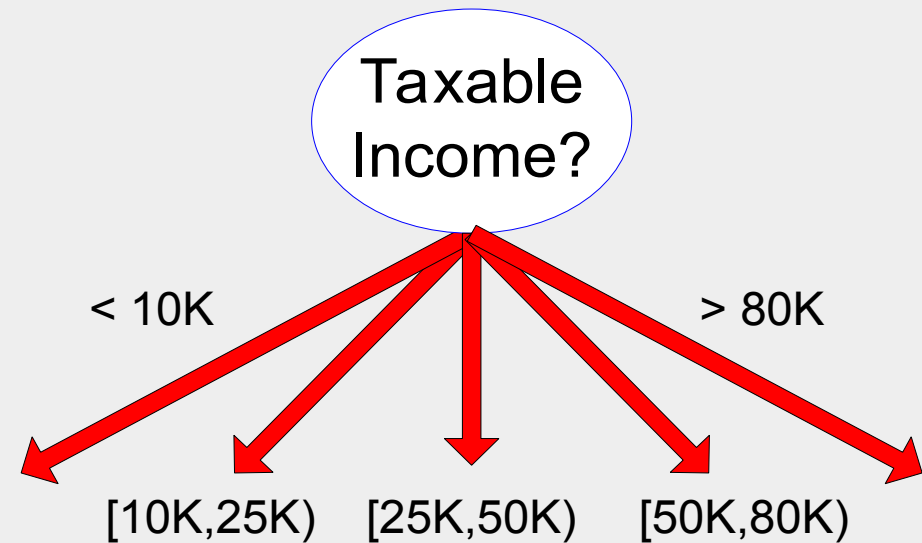 Taxable
Income?
< 10K
> 80K
[10K,25K)
[25K,50K)
[50K,80K)